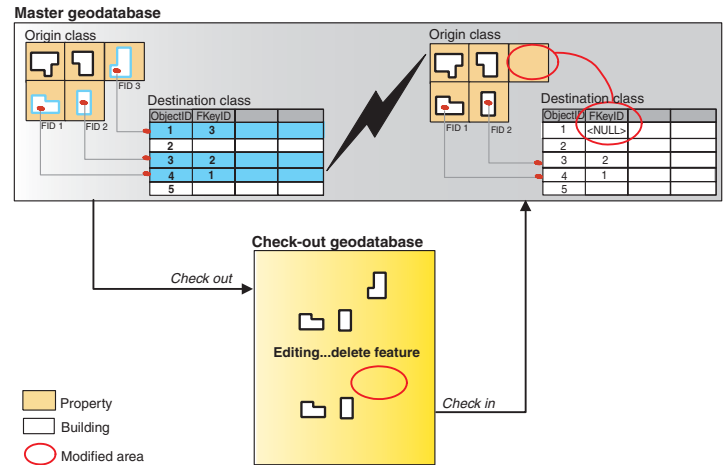 Master geodatabase
Origin class
FID 3
FID 1
FID 2
Destination class
ObjectID FKeyID
1 3
2
3 2
4 1
5
Origin class
FID 1
FID 2
Destination class
ObjectID FKeyID
1 <NULL>
2
3 2
4 1
5
Check out
Check-out geodatabase
Editing...delete feature
Check in
Property
Building
Modified area